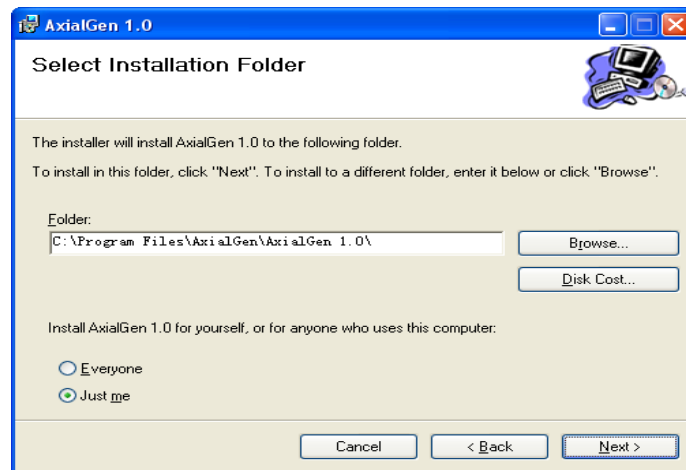 AxialGen 1.0
Select Installation Folder
The installer will install AxialGen 1.0 to the following folder.
To install in this folder, click "Next". To install to a different folder, enter it below or click "Browse".
Folder:
C:\Program Files\AxialGen\AxialGen 1.0\
Browse...
Disk Cost...
Install AxialGen 1.0 for yourself, or for anyone who uses this computer:
Everyone
Just me
Cancel
< Back
Next >